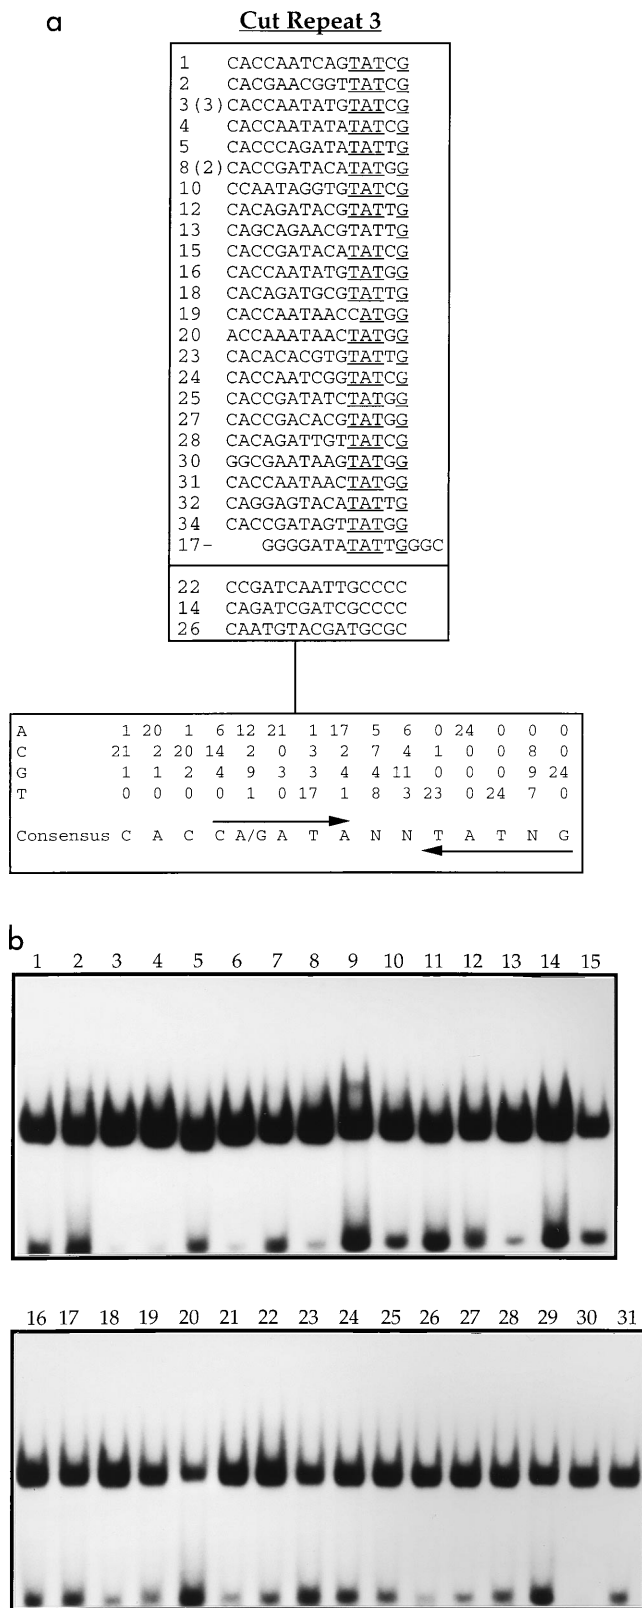 a
Cut Repeat 3
1 CACCAATCAGTATCG
2 CACGAACGGTTATCG
3(3) CACCAATATGTATCG
4 CACCAATATATATCG
5 CACCCAGATATATTG
8(2) CACCGATACATATGG
10 CCAATAGGTGTATCG
12 CACAGATACGTATTG
13 CAGCAGAACGTATTG
15 CACCGATACATATCG
16 CACCAATATGTATGG
18 CACAGATGCGTATTG
19 CACCAATAACCATGG
20 ACCAAATAACTATGG
23 CACACACGTGTATTG
24 CACCAATCGGTATCG
25 CACCGATATCTATGG
27 CACCGACACGTATGG
28 CACAGATTGTTATCG
30 GGCGAATAAGTATGG
31 CACCAATAACTATGG
32 CAGGAGTACATATTG
34 CACCGATAGTTATGG
17- GGGGATATATTGGGC
22 CCGATCAATTGCCCC
14 CAGATCGATCGCCCC
26 CAATGTACGATGCGC
A 1 20 1 6 12 21 1 17 5 6 0 24 0 0 0
C 21 2 20 14 2 0 3 2 7 4 1 0 0 8 0
G 1 1 2 4 9 3 3 4 4 11 0 0 0 9 24
T 0 0 0 0 1 0 17 1 8 3 23 0 24 7 0
Consensus C A C C A/G A T A N N T A T N G
b
1 2 3 4 5 6 7 8 9 10 11 12 13 14 15
16 17 18 19 20 21 22 23 24 25 26 27 28 29 30 31